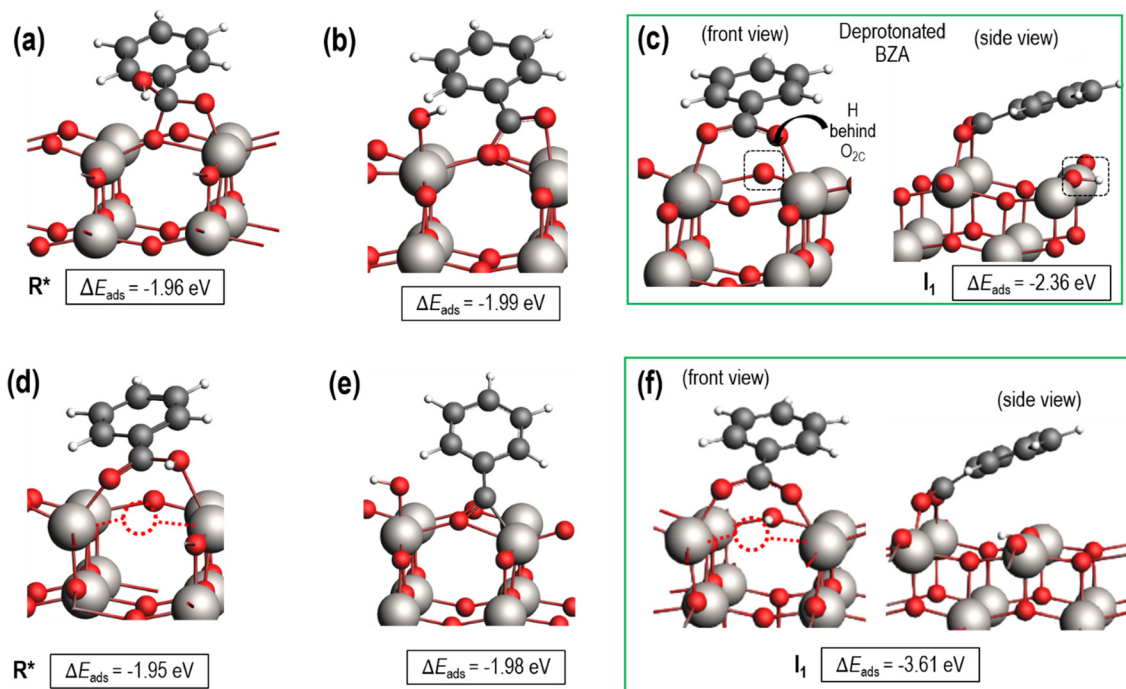 (a)
(b)
(c)
(front view)
Deprotonated
BZA
(side view)
H
behind
O2C
R*
ΔEads = -1.96 eV
ΔEads = -1.99 eV
I1
ΔEads = -2.36 eV
(d)
(e)
(f)
(front view)
(side view)
R*
ΔEads = -1.95 eV
ΔEads = -1.98 eV
I1
ΔEads = -3.61 eV